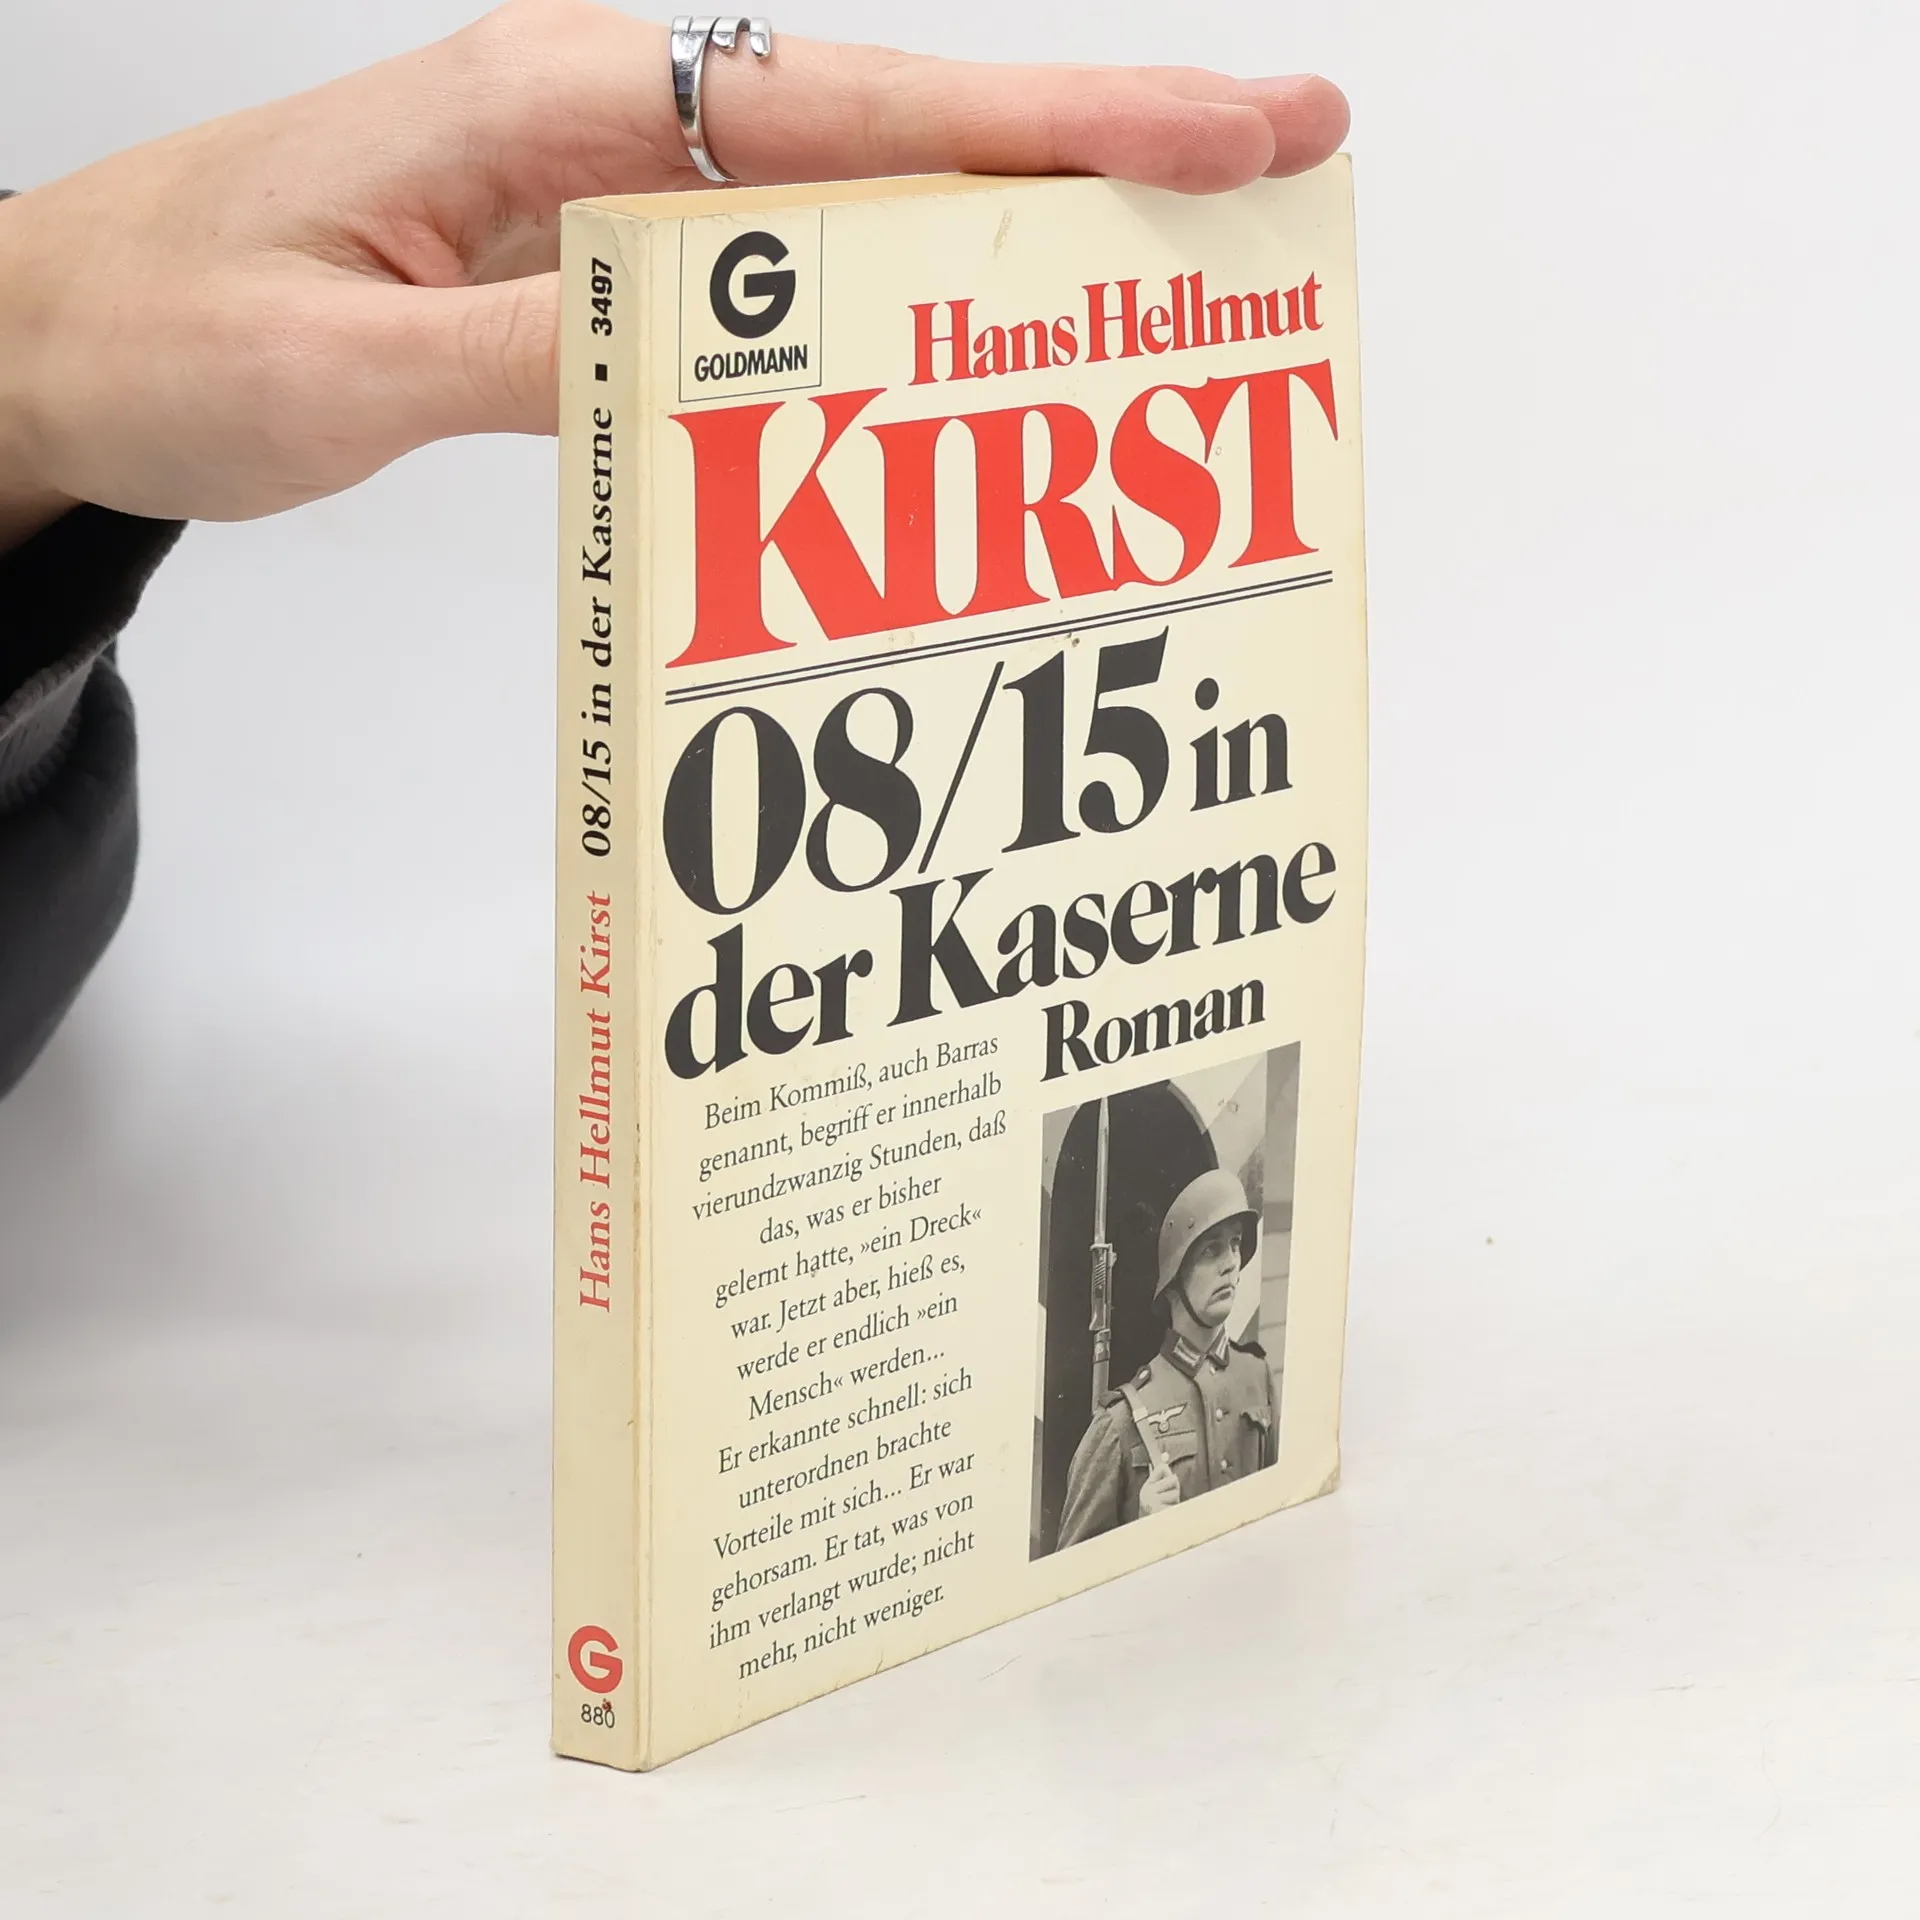 Hans Hellmut Kirst 08/15 in der Kaserne ■ 3497
G
880
G
GOLDMANN
Hans Hellmut
KIRST
08/15 in
der Kaserne
Roman
Beim Kommiß, auch Barras
genannt, begriff er innerhalb
vierundzwanzig Stunden, daß
das, was er bisher
gelernt hatte, »ein Dreck«
war. Jetzt aber, hieß es,
werde er endlich »ein
Mensch« werden...
Er erkannte schnell: sich
unterordnen brachte
Vorteile mit sich... Er war
gehorsam. Er tat, was von
ihm verlangt wurde; nicht
mehr, nicht weniger.